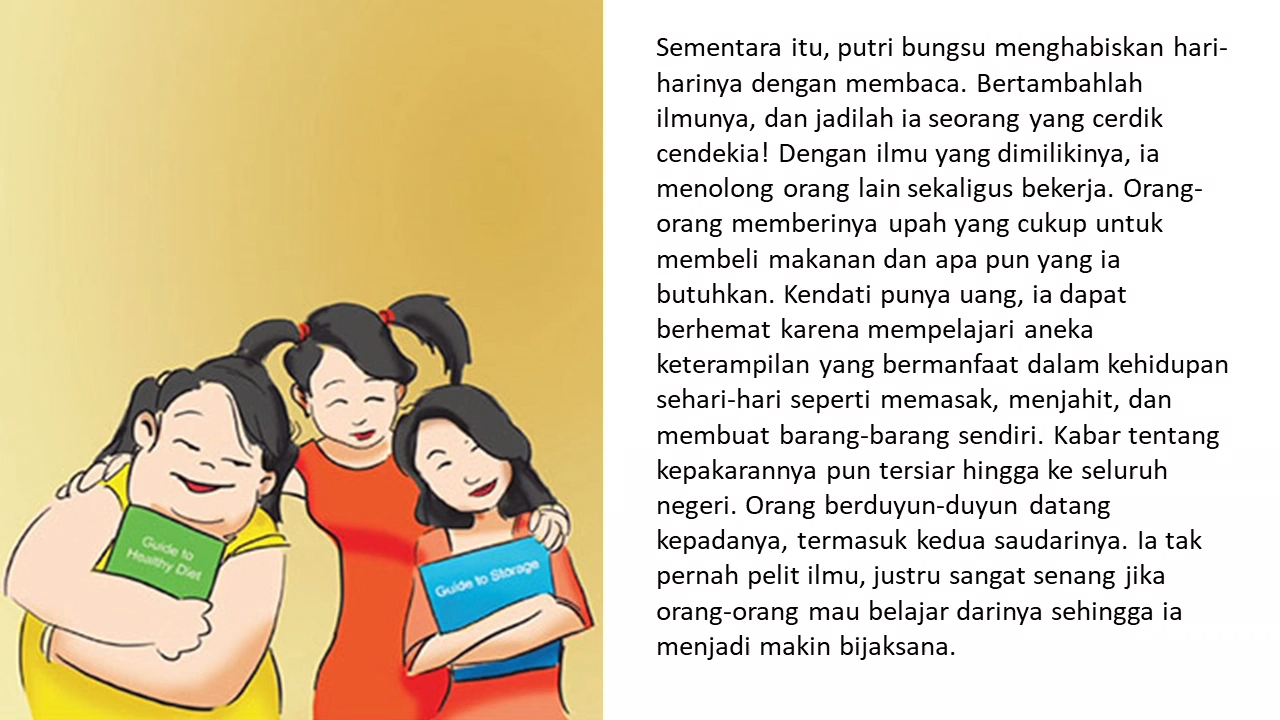 Guide to
Healthy Diet
Guide to Storage
Sementara itu, putri bungsu menghabiskan hari-
harinya dengan membaca. Bertambahlah
ilmunya, dan jadilah ia seorang yang cerdik
cendekia! Dengan ilmu yang dimilikinya, ia
menolong orang lain sekaligus bekerja. Orang-
orang memberinya upah yang cukup untuk
membeli makanan dan apa pun yang ia
butuhkan. Kendati punya uang, ia dapat
berhemat karena mempelajari aneka
keterampilan yang bermanfaat dalam kehidupan
sehari-hari seperti memasak, menjahit, dan
membuat barang-barang sendiri. Kabar tentang
kepakarannya pun tersiar hingga ke seluruh
negeri. Orang berduyun-duyun datang
kepadanya, termasuk kedua saudarinya. Ia tak
pernah pelit ilmu, justru sangat senang jika
orang-orang mau belajar darinya sehingga ia
menjadi makin bijaksana.